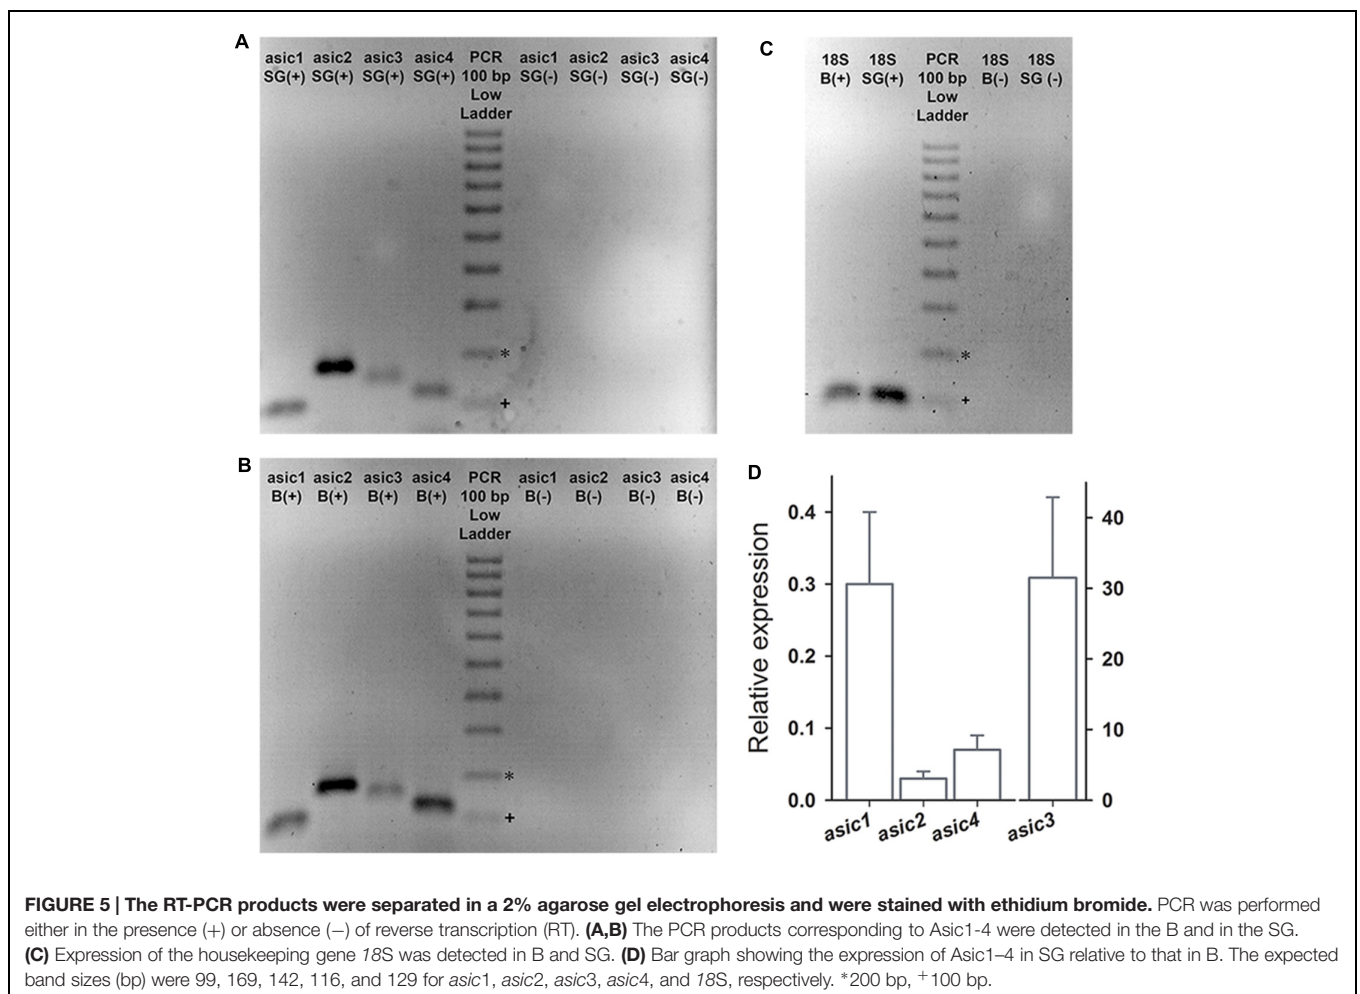 A
asic1 asic2 asic3 asic4 PCR asic1 asic2 asic3 asic4
SG(+) SG(+) SG(+) SG(+) 100 bp SG(-) SG(-) SG(-) SG(-)
Low
Ladder
*
+
B
asic1 asic2 asic3 asic4 PCR asic1 asic2 asic3 asic4
B(+) B(+) B(+) B(+) 100 bp B(-) B(-) B(-) B(-)
Low
Ladder
*
+
C
18S 18S PCR 18S 18S
B(+) SG(+) 100 bp B(-) SG (-)
Low
Ladder
*
+
D
Relative expression
0.4
0.3
0.2
0.1
0.0
40
30
20
10
0
asic1 asic2 asic4 asic3
FIGURE 5 | The RT-PCR products were separated in a 2% agarose gel electrophoresis and were stained with ethidium bromide. PCR was performed
either in the presence (+) or absence (−) of reverse transcription (RT). (A,B) The PCR products corresponding to Asic1-4 were detected in the B and in the SG.
(C) Expression of the housekeeping gene 18S was detected in B and SG. (D) Bar graph showing the expression of Asic1–4 in SG relative to that in B. The expected
band sizes (bp) were 99, 169, 142, 116, and 129 for asic1, asic2, asic3, asic4, and 18S, respectively. *200 bp, +100 bp.